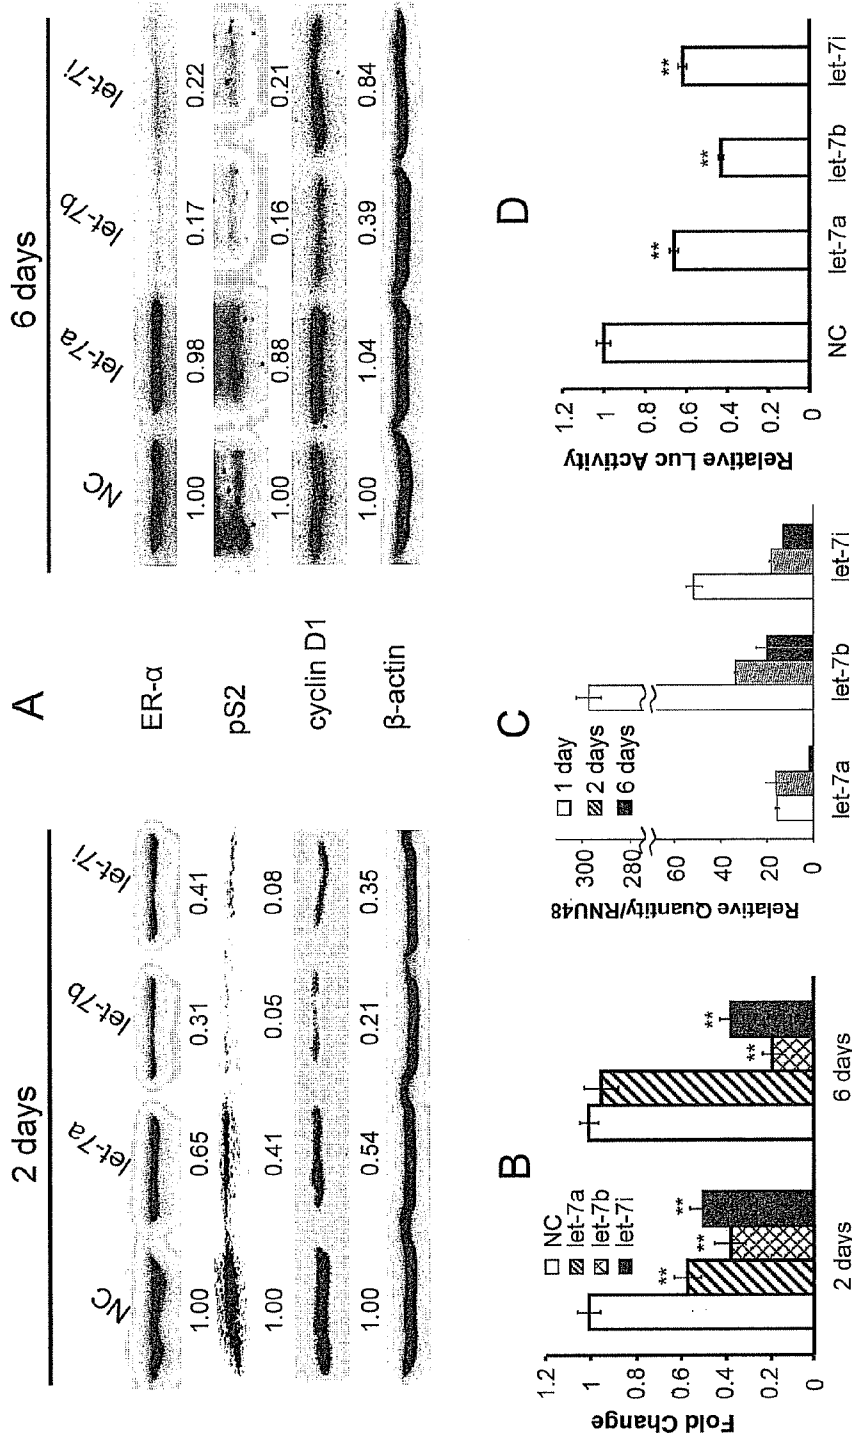 A
2 days
6 days
NC let-7a let-7b let-7i
NC let-7a let-7b let-7i
ER-α
1.00 0.65 0.31 0.41
1.00 0.98 0.17 0.22
pS2
1.00 0.41 0.05 0.08
1.00 0.88 0.16 0.21
cyclin D1
1.00 0.54 0.21 0.35
1.00 1.04 0.39 0.84
β-actin
B
NC
let-7a
let-7b
let-7i
Fold Change
1.2
1
0.8
0.6
0.4
0.2
0
** ** **
** **
2 days 6 days
C
1 day
2 days
6 days
Relative Quantity/RNU48
300
280
60
40
20
0
let-7a let-7b let-7i
D
Relative Luc Activity
1.2
1
0.8
0.6
0.4
0.2
0
** ** **
NC let-7a let-7b let-7i